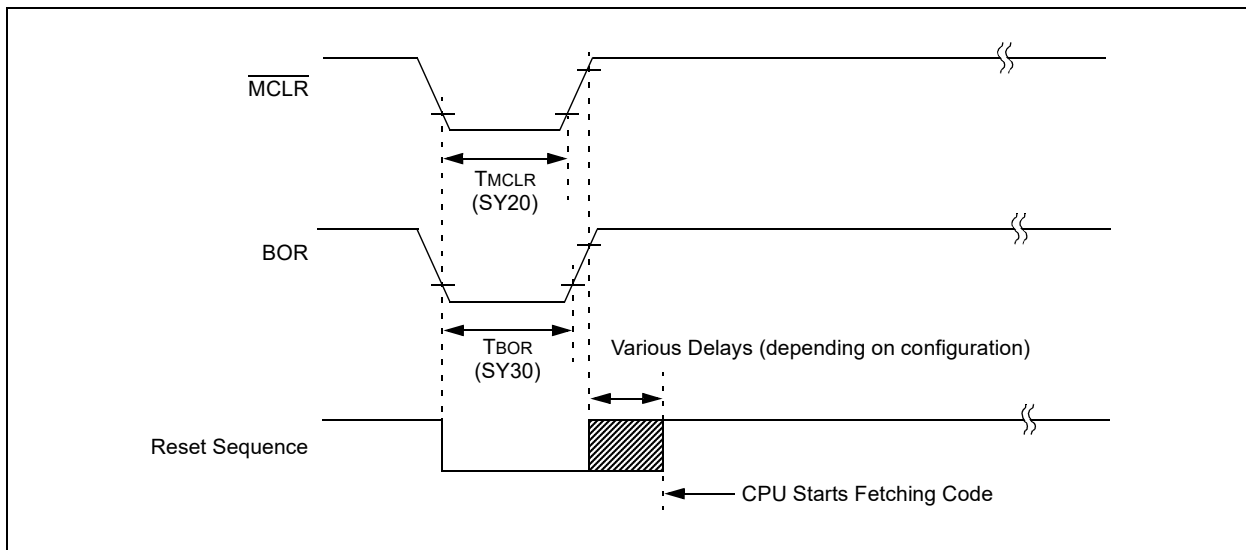 MCLR
TMCLR
(SY20)
BOR
TBOR
(SY30)
Various Delays (depending on configuration)
Reset Sequence
CPU Starts Fetching Code